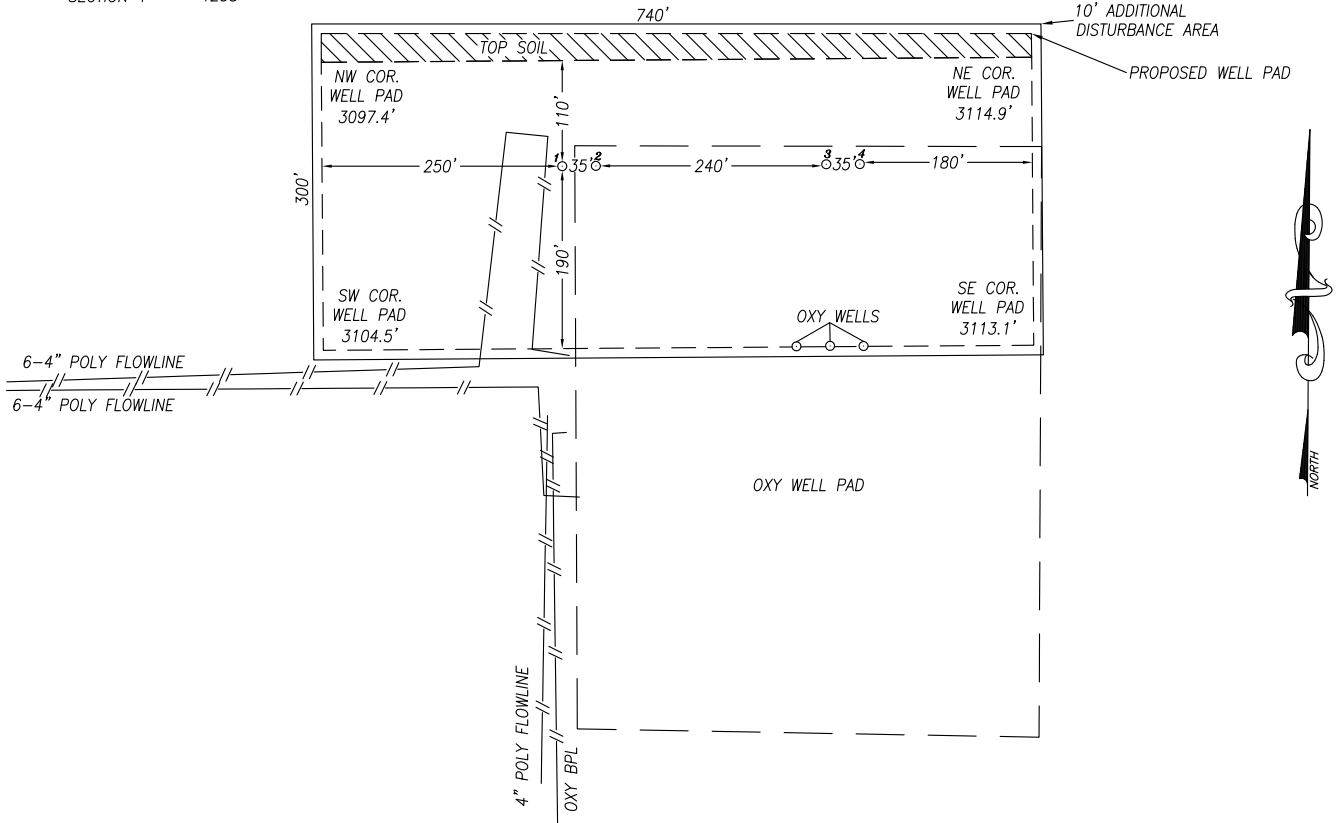 740'
10' ADDITIONAL
DISTURBANCE AREA
TOP SOIL
PROPOSED WELL PAD
NW COR.
WELL PAD
3097.4'
NE COR.
WELL PAD
3114.9'
110'
300'
250'
1
35'
2
240'
3
35'
4
180'
190'
SW COR.
WELL PAD
3104.5'
OXY WELLS
SE COR.
WELL PAD
3113.1'
6-4" POLY FLOWLINE
6-4" POLY FLOWLINE
OXY WELL PAD
NORTH
4" POLY FLOWLINE
OXY BPL